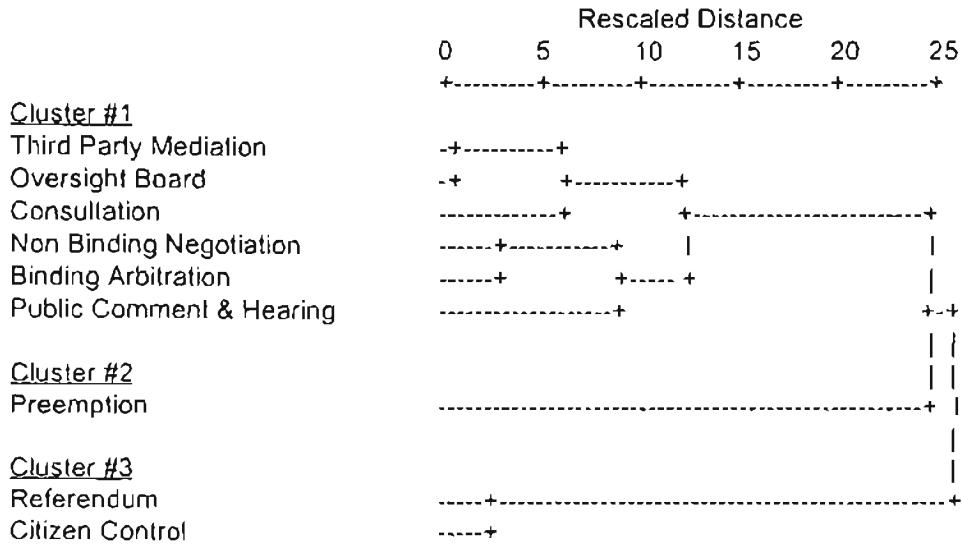 Rescaled Distance
0 5 10 15 20 25
Cluster #1
Third Party Mediation
Oversight Board
Consultation
Non Binding Negotiation
Binding Arbitration
Public Comment & Hearing
Cluster #2
Preemption
Cluster #3
Referendum
Citizen Control